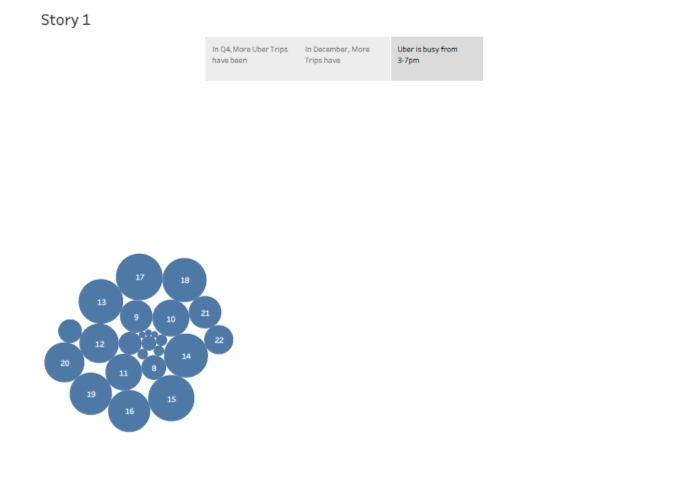 Story 1
In Q4,More Uber Trips
have been
In December, More
Trips have
Uber is busy from
3-7pm
17
18
13
9
10
21
12
22
14
20
11
8
19
15
16